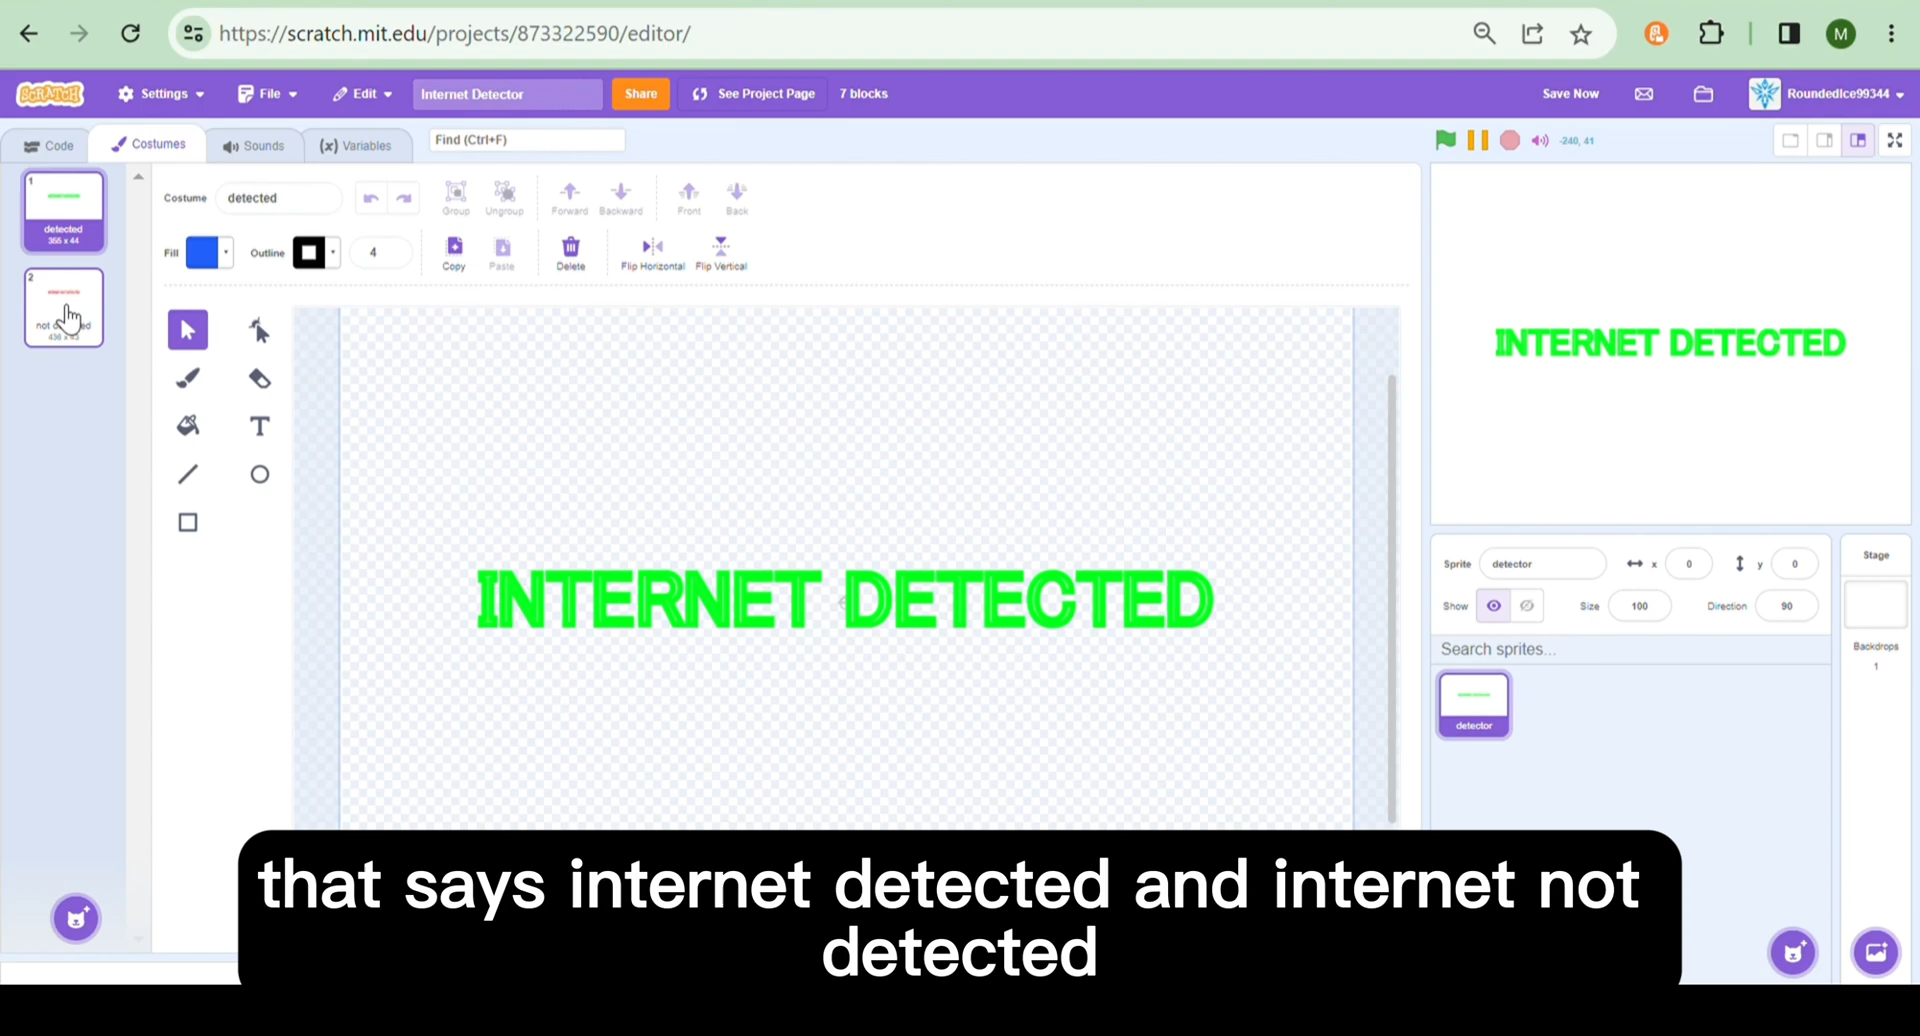 https://scratch.mit.edu/projects/873322590/editor/
M
SCRATCH Settings File Edit Internet Detector Share See Project Page 7 blocks Save Now RoundedIce99344
Code Costumes Sounds (x) Variables Find (Ctrl+F) -240, 41
1
detected
355 x 44
2
Costume detected Group Ungroup Forward Backward Front Back
Fill Outline 4 Copy Paste Delete Flip Horizontal Flip Vertical
T
INTERNET DETECTED
INTERNET DETECTED
Sprite detector x 0 y 0
Show Size 100 Direction 90
Search sprites...
detector
Stage
Backdrops
1
that says internet detected and internet not
detected